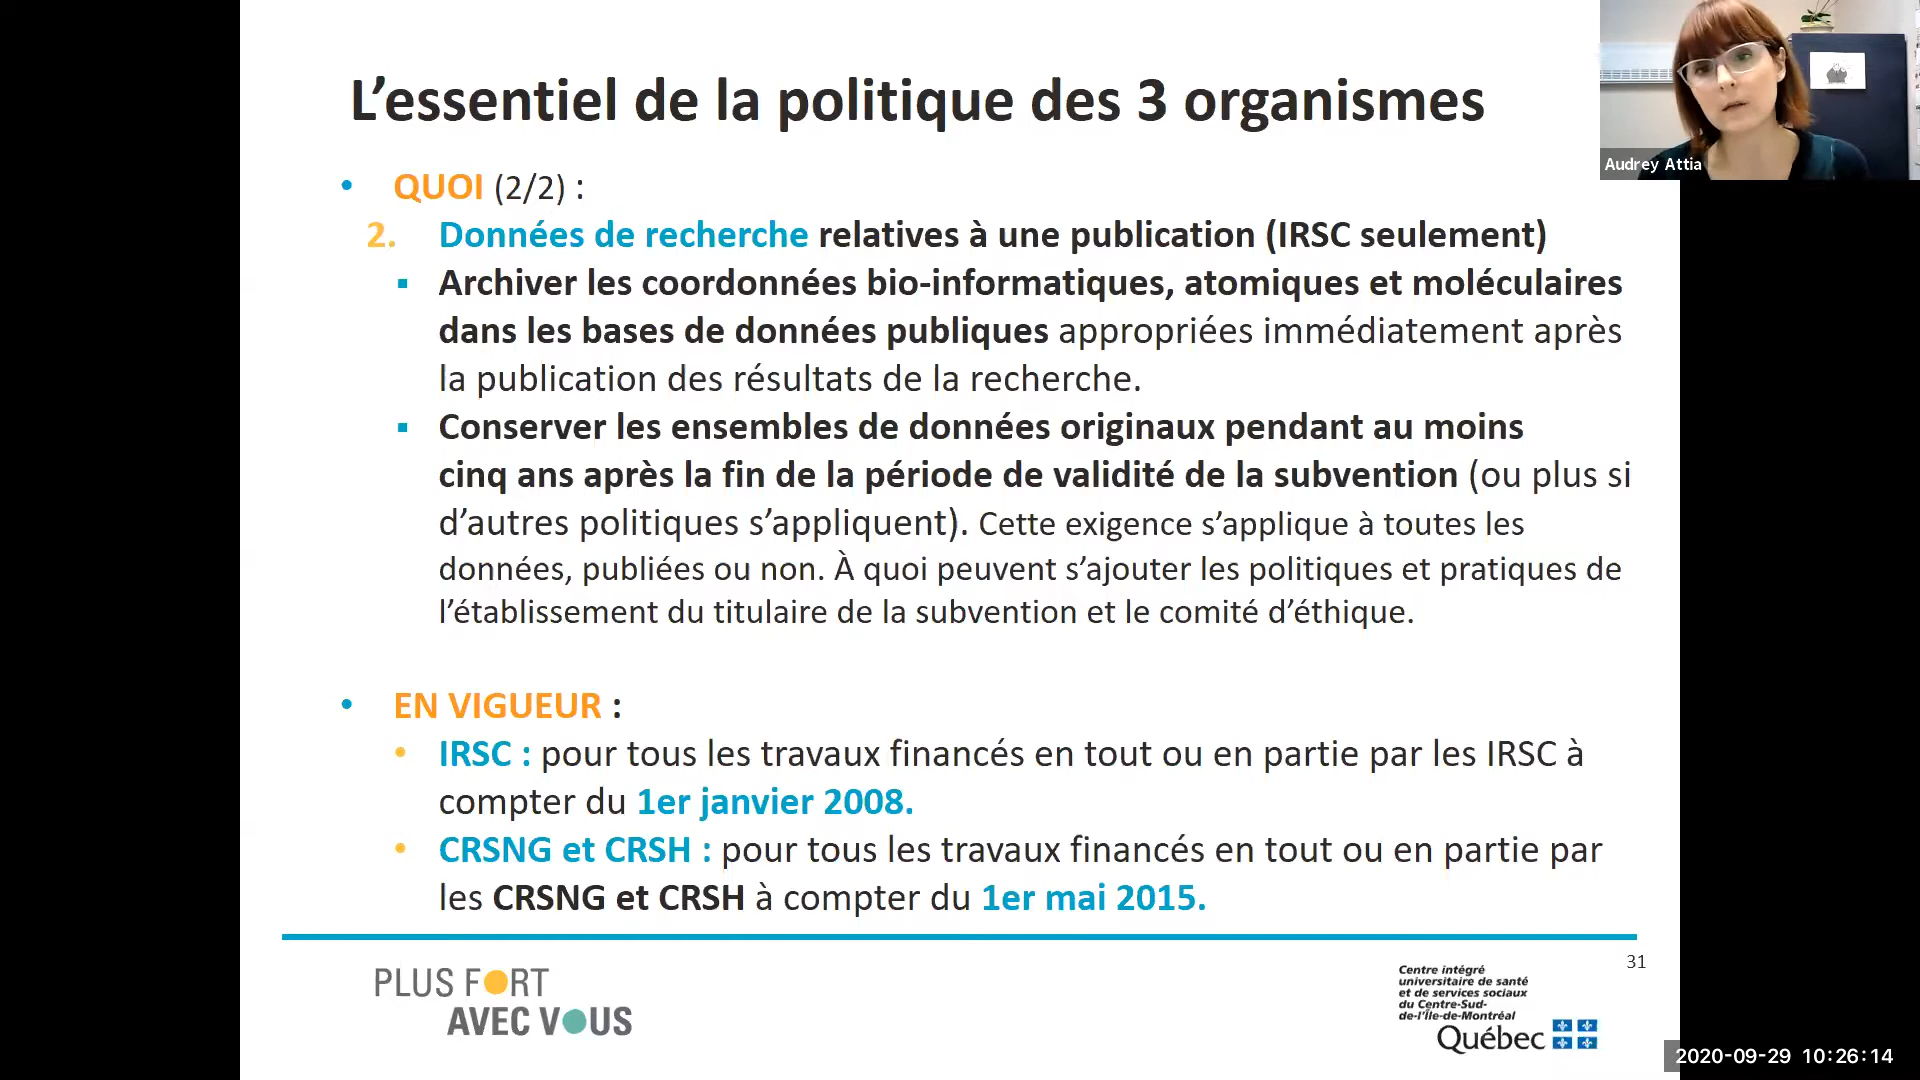 L’essentiel de la politique des 3 organismes
• QUOI (2/2) :
2. Données de recherche relatives à une publication (IRSC seulement)
▪ Archiver les coordonnées bio-informatiques, atomiques et moléculaires
dans les bases de données publiques appropriées immédiatement après
la publication des résultats de la recherche.
▪ Conserver les ensembles de données originaux pendant au moins
cinq ans après la fin de la période de validité de la subvention (ou plus si
d’autres politiques s’appliquent). Cette exigence s’applique à toutes les
données, publiées ou non. À quoi peuvent s’ajouter les politiques et pratiques de
l’établissement du titulaire de la subvention et le comité d’éthique.
• EN VIGUEUR :
• IRSC : pour tous les travaux financés en tout ou en partie par les IRSC à
compter du 1er janvier 2008.
• CRSNG et CRSH : pour tous les travaux financés en tout ou en partie par
les CRSNG et CRSH à compter du 1er mai 2015.
Audrey Attia
31
PLUS FORT
AVEC VOUS
Centre intégré
universitaire de santé
et de services sociaux
du Centre-Sud-
de-l’Île-de-Montréal
Québec
2020-09-29 10:26:14